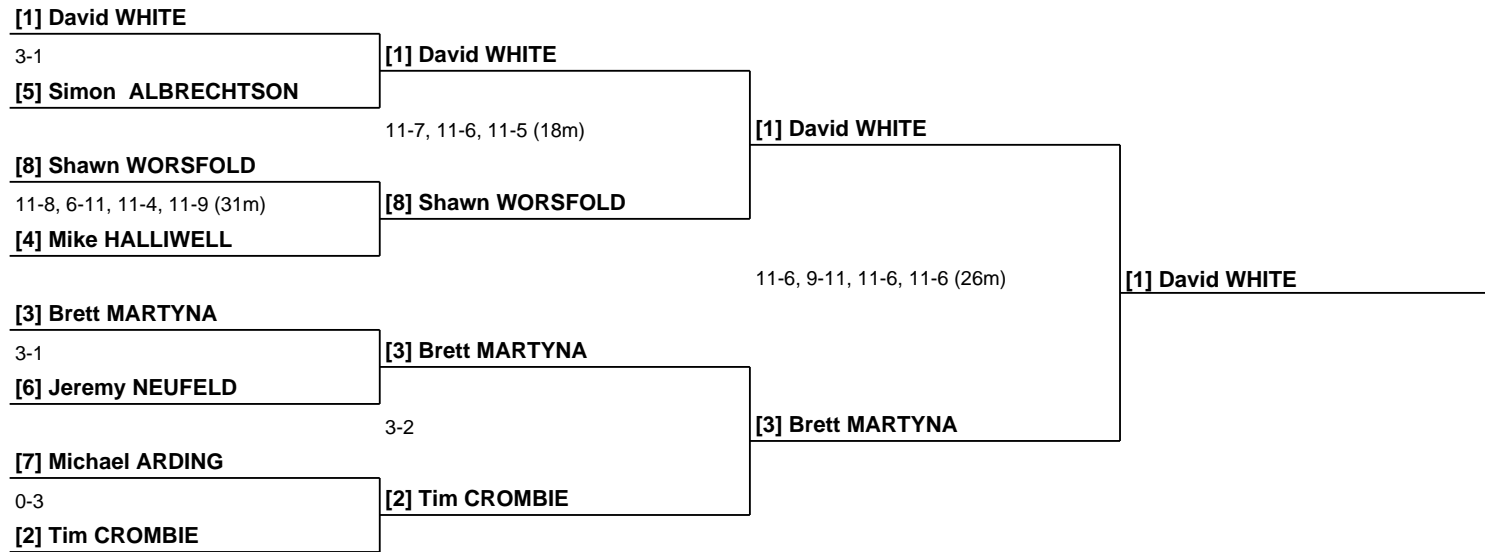 [1] David WHITE
3-1
[5] Simon ALBRECHTSON
[1] David WHITE
11-7, 11-6, 11-5 (18m)
[8] Shawn WORSFOLD
11-8, 6-11, 11-4, 11-9 (31m)
[4] Mike HALLIWELL
[8] Shawn WORSFOLD
[1] David WHITE
11-6, 9-11, 11-6, 11-6 (26m)
[1] David WHITE
[3] Brett MARTYNA
3-1
[6] Jeremy NEUFELD
[3] Brett MARTYNA
3-2
[3] Brett MARTYNA
[7] Michael ARDING
0-3
[2] Tim CROMBIE
[2] Tim CROMBIE